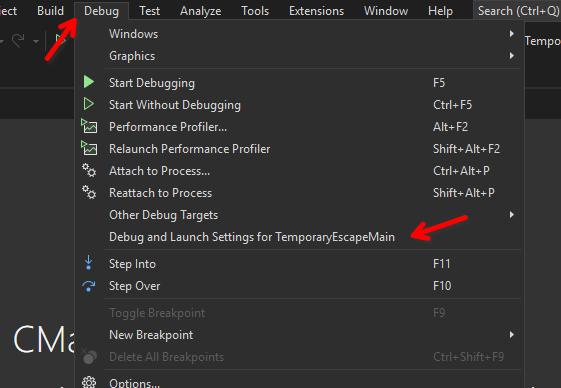 ject Build Debug Test Analyze Tools Extensions Window Help Search (Ctrl+Q)
Windows
Tempo
Graphics
Start Debugging F5
Start Without Debugging Ctrl+F5
Performance Profiler... Alt+F2
Relaunch Performance Profiler Shift+Alt+F2
Attach to Process... Ctrl+Alt+P
Reattach to Process Shift+Alt+P
Other Debug Targets
Debug and Launch Settings for TemporaryEscapeMain
Step Into F11
Step Over F10
Toggle Breakpoint F9
New Breakpoint
CMa
Delete All Breakpoints Ctrl+Shift+F9
Options...